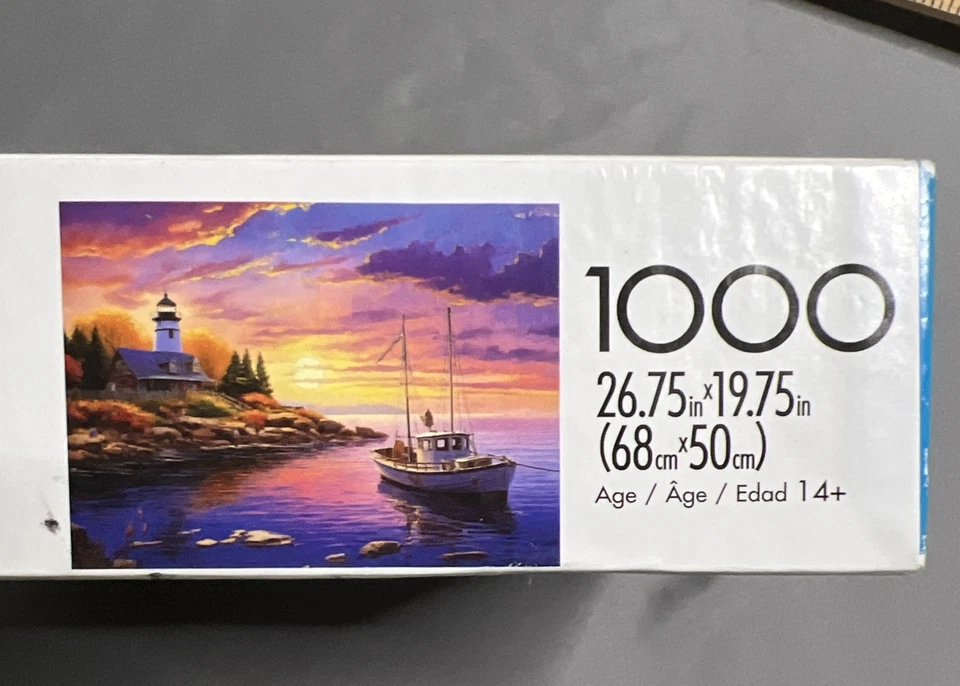 1000
26.75in x 19.75in
(68cm x 50cm)
Age / Âge / Edad 14+